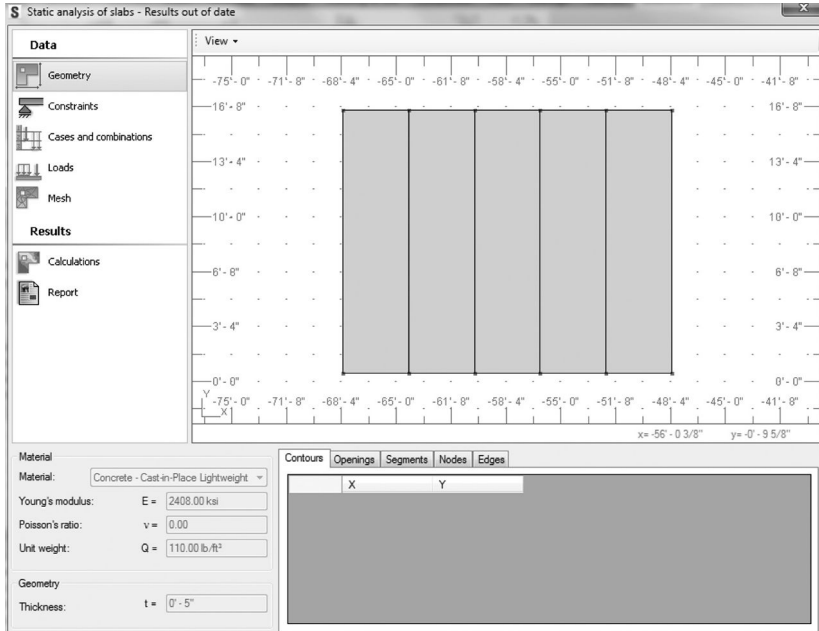 S Static analysis of slabs - Results out of date
x
Data
Geometry
Constraints
Cases and combinations
Loads
Mesh
Results
Calculations
Report
View
-75'- 0" -71'- 8" -68'- 4" -65'- 0" -61'- 8" -58'- 4" -55'- 0" -51'- 8" -48'- 4" -45'- 0" -41'- 8"
16'- 8" 16'- 8"
13'- 4" 13'- 4"
10'- 0" 10'- 0"
6'- 8" 6'- 8"
3'- 4" 3'- 4"
0'- 0" 0'- 0"
Y
X
-75'- 0" -71'- 8" -68'- 4" -65'- 0" -61'- 8" -58'- 4" -55'- 0" -51'- 8" -48'- 4" -45'- 0" -41'- 8"
x= -56' - 0 3/8" y= -0' - 9 5/8"
Material
Material: Concrete - Cast-in-Place Lightweight
Young's modulus: E = 2408.00 ksi
Poisson's ratio: ν = 0.00
Unit weight: Q = 110.00 lb/ft³
Geometry
Thickness: t = 0' - 5"
Contours Openings Segments Nodes Edges
X Y